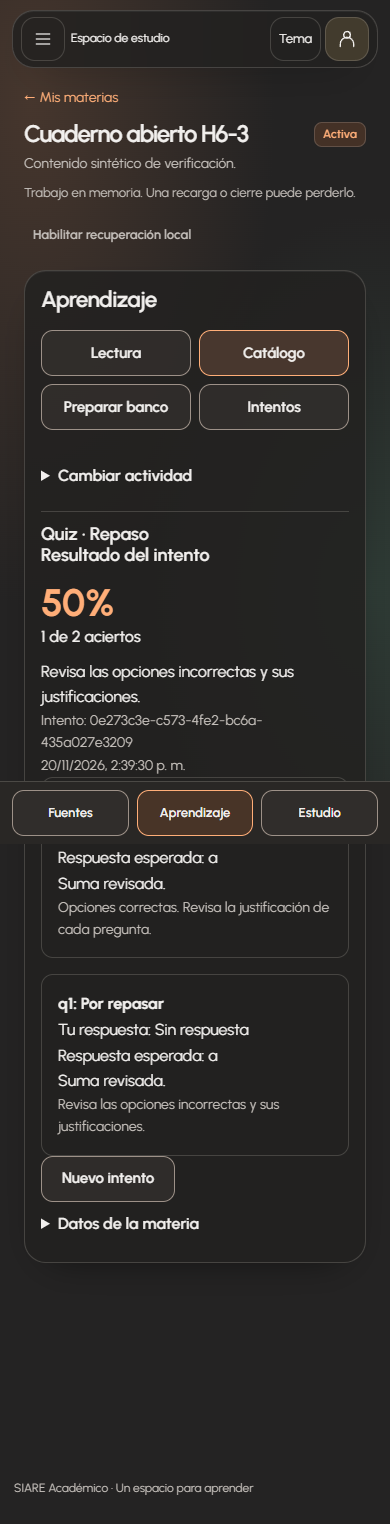 Espacio de estudio
Tema
← Mis materias
Cuaderno abierto H6-3
Activa
Contenido sintético de verificación.
Trabajo en memoria. Una recarga o cierre puede perderlo.
Habilitar recuperación local
Aprendizaje
Lectura
Catálogo
Preparar banco
Intentos
Cambiar actividad
Quiz · Repaso
Resultado del intento
50%
1 de 2 aciertos
Revisa las opciones incorrectas y sus
justificaciones.
Intento: 0e273c3e-c573-4fe2-bc6a-
435a027e3209
20/11/2026, 2:39:30 p. m.
Fuentes
Aprendizaje
Estudio
Respuesta esperada: a
Suma revisada.
Opciones correctas. Revisa la justificación de
cada pregunta.
q1: Por repasar
Tu respuesta: Sin respuesta
Respuesta esperada: a
Suma revisada.
Revisa las opciones incorrectas y sus
justificaciones.
Nuevo intento
Datos de la materia
SIARE Académico · Un espacio para aprender